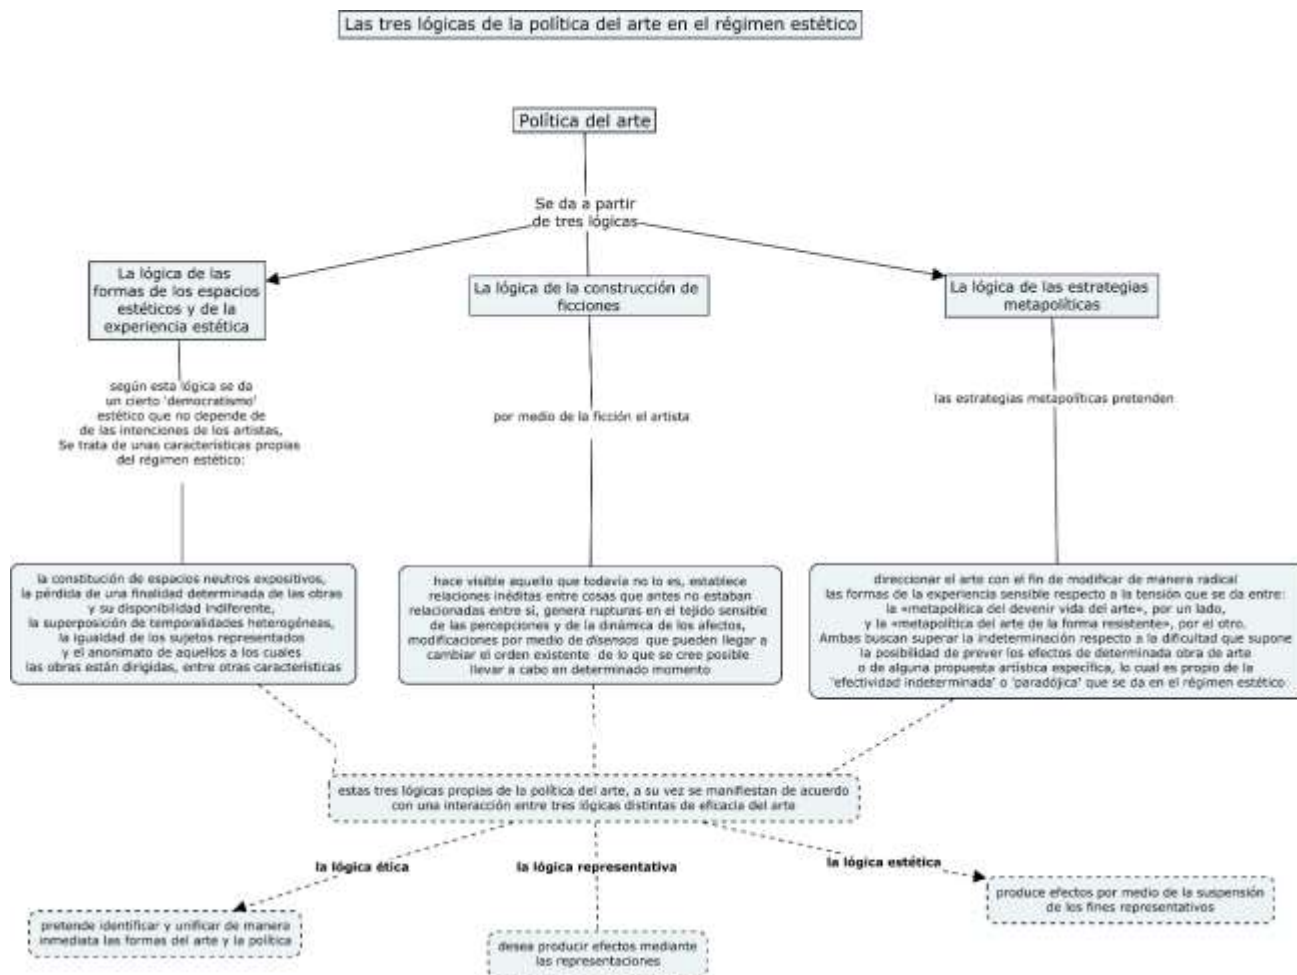 Las tres lógicas de la política del arte en el régimen estético
Política del arte
Se da a partir
de tres lógicas
La lógica de las
formas de los espacios
estéticos y de la
experiencia estética
La lógica de la construcción de
ficciones
La lógica de las estrategias
metapolíticas
según esta lógica se da
un cierto 'democratismo'
estético que no depende de
de las intenciones de los artistas,
Se trata de unas características propias
del régimen estético:
por medio de la ficción el artista
las estrategias metapolíticas pretenden
la constitución de espacios neutros expositivos,
la pérdida de una finalidad determinada de las obras
y su disponibilidad indiferente,
la superposición de temporalidades heterogéneas,
la igualdad de los sujetos representados
y el anonimato de aquellos a los cuales
las obras están dirigidas, entre otras características
hace visible aquello que todavía no lo es, establece
relaciones inéditas entre cosas que antes no estaban
relacionadas entre sí, genera rupturas en el tejido sensible
de las percepciones y de la dinámica de los afectos,
modificaciones por medio de disensos que pueden llegar a
cambiar el orden existente de lo que se cree posible
llevar a cabo en determinado momento
direccionar el arte con el fin de modificar de manera radical
las formas de la experiencia sensible respecto a la tensión que se da entre:
la «metapolítica del devenir vida del arte», por un lado,
y la «metapolítica del arte de la forma resistente», por el otro.
Ambas buscan superar la indeterminación respecto a la dificultad que supone
la posibilidad de prever los efectos de determinada obra de arte
o de alguna propuesta artística específica, lo cual es propio de la
'efectividad indeterminada' o 'paradójica' que se da en el régimen estético
estas tres lógicas propias de la política del arte, a su vez se manifiestan de acuerdo
con una interacción entre tres lógicas distintas de eficacia del arte
la lógica ética
la lógica representativa
la lógica estética
pretende identificar y unificar de manera
inmediata las formas del arte y la política
desea producir efectos mediante
las representaciones
produce efectos por medio de la suspensión
de los fines representativos